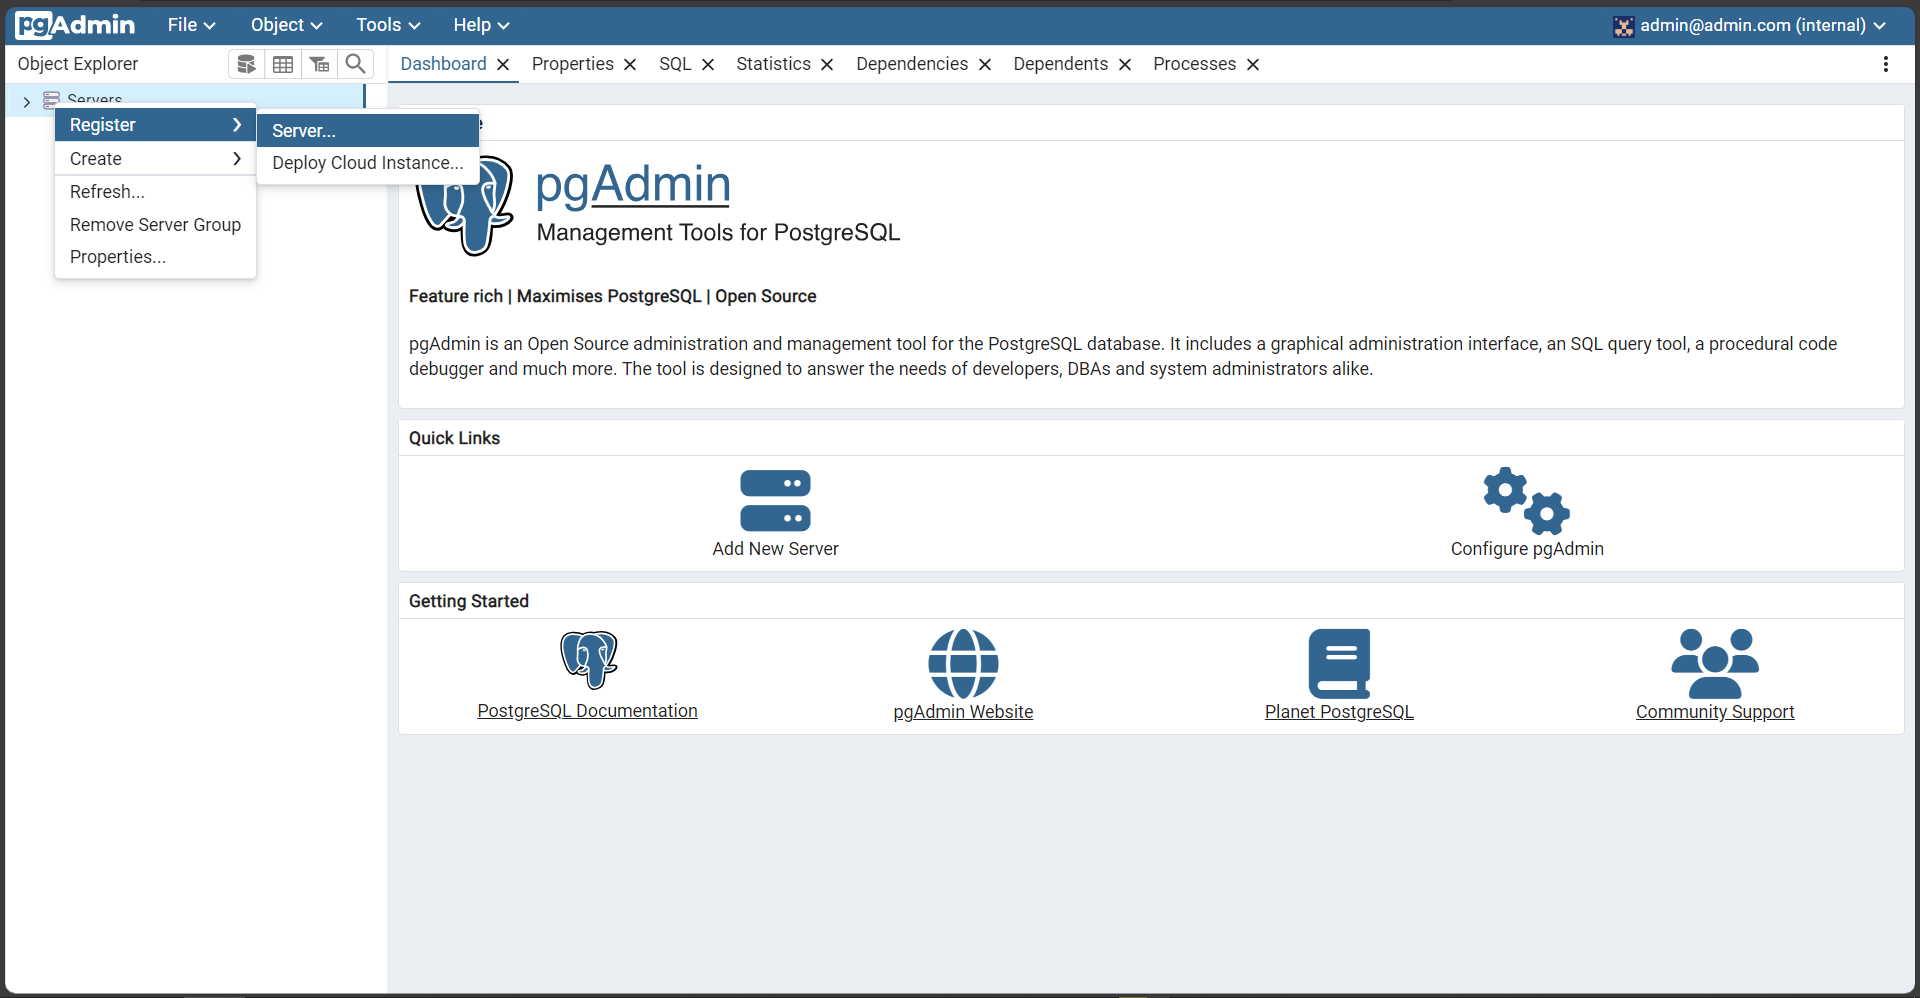 pgAdmin File Object Tools Help admin@admin.com (internal)
Object Explorer
Dashboard Properties SQL Statistics Dependencies Dependents Processes
Servers
Register
Create
Refresh...
Remove Server Group
Properties...
Server...
Deploy Cloud Instance...
pgAdmin
Management Tools for PostgreSQL
Feature rich | Maximises PostgreSQL | Open Source
pgAdmin is an Open Source administration and management tool for the PostgreSQL database. It includes a graphical administration interface, an SQL query tool, a procedural code
debugger and much more. The tool is designed to answer the needs of developers, DBAs and system administrators alike.
Quick Links
Add New Server
Configure pgAdmin
Getting Started
PostgreSQL Documentation
pgAdmin Website
Planet PostgreSQL
Community Support